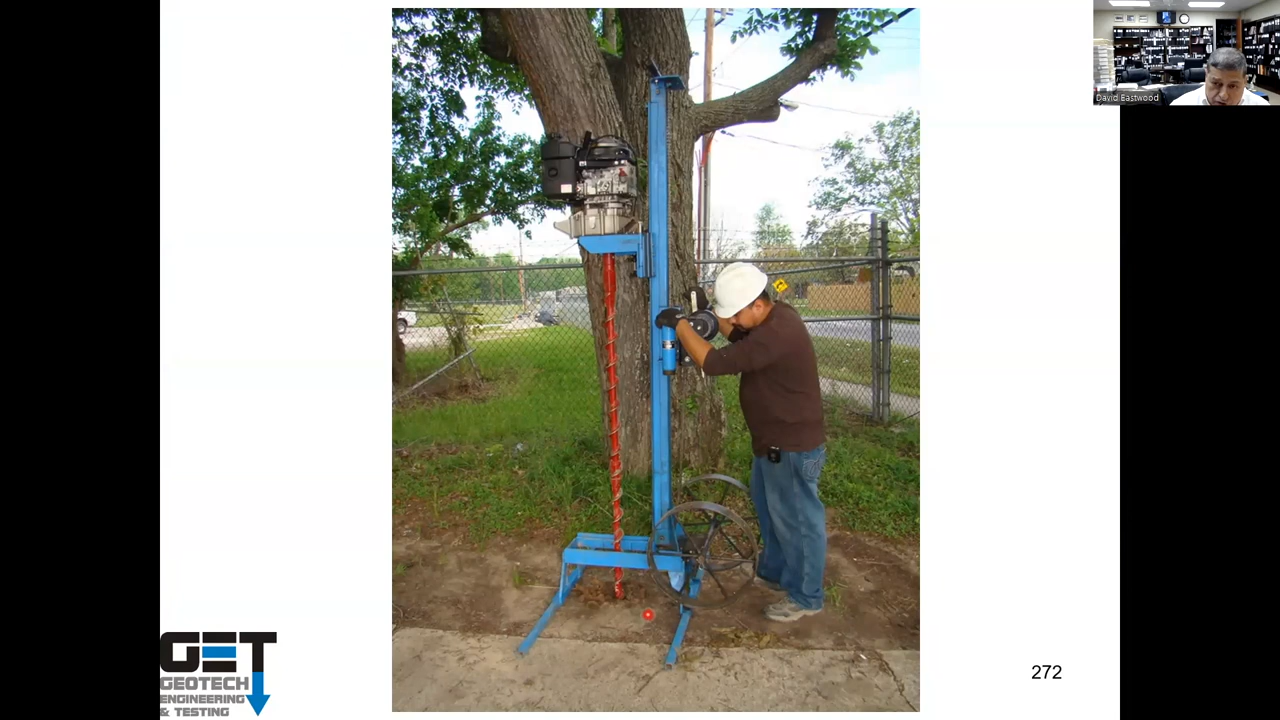 David Eastwood
GET
GEOTECH
ENGINEERING
& TESTING
272